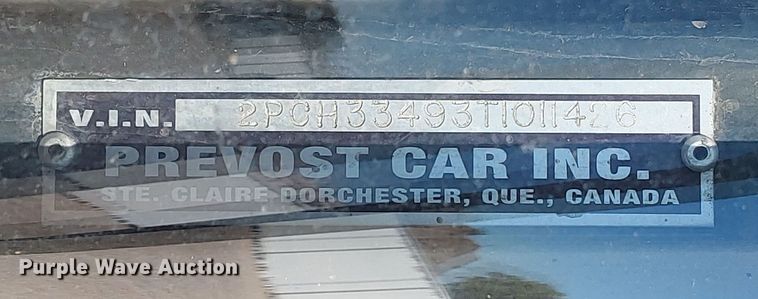 V.I.N. 2PCH33493T1011426
PREVOST CAR INC.
STE. CLAIRE DORCHESTER, QUE., CANADA
Purple Wave Auction